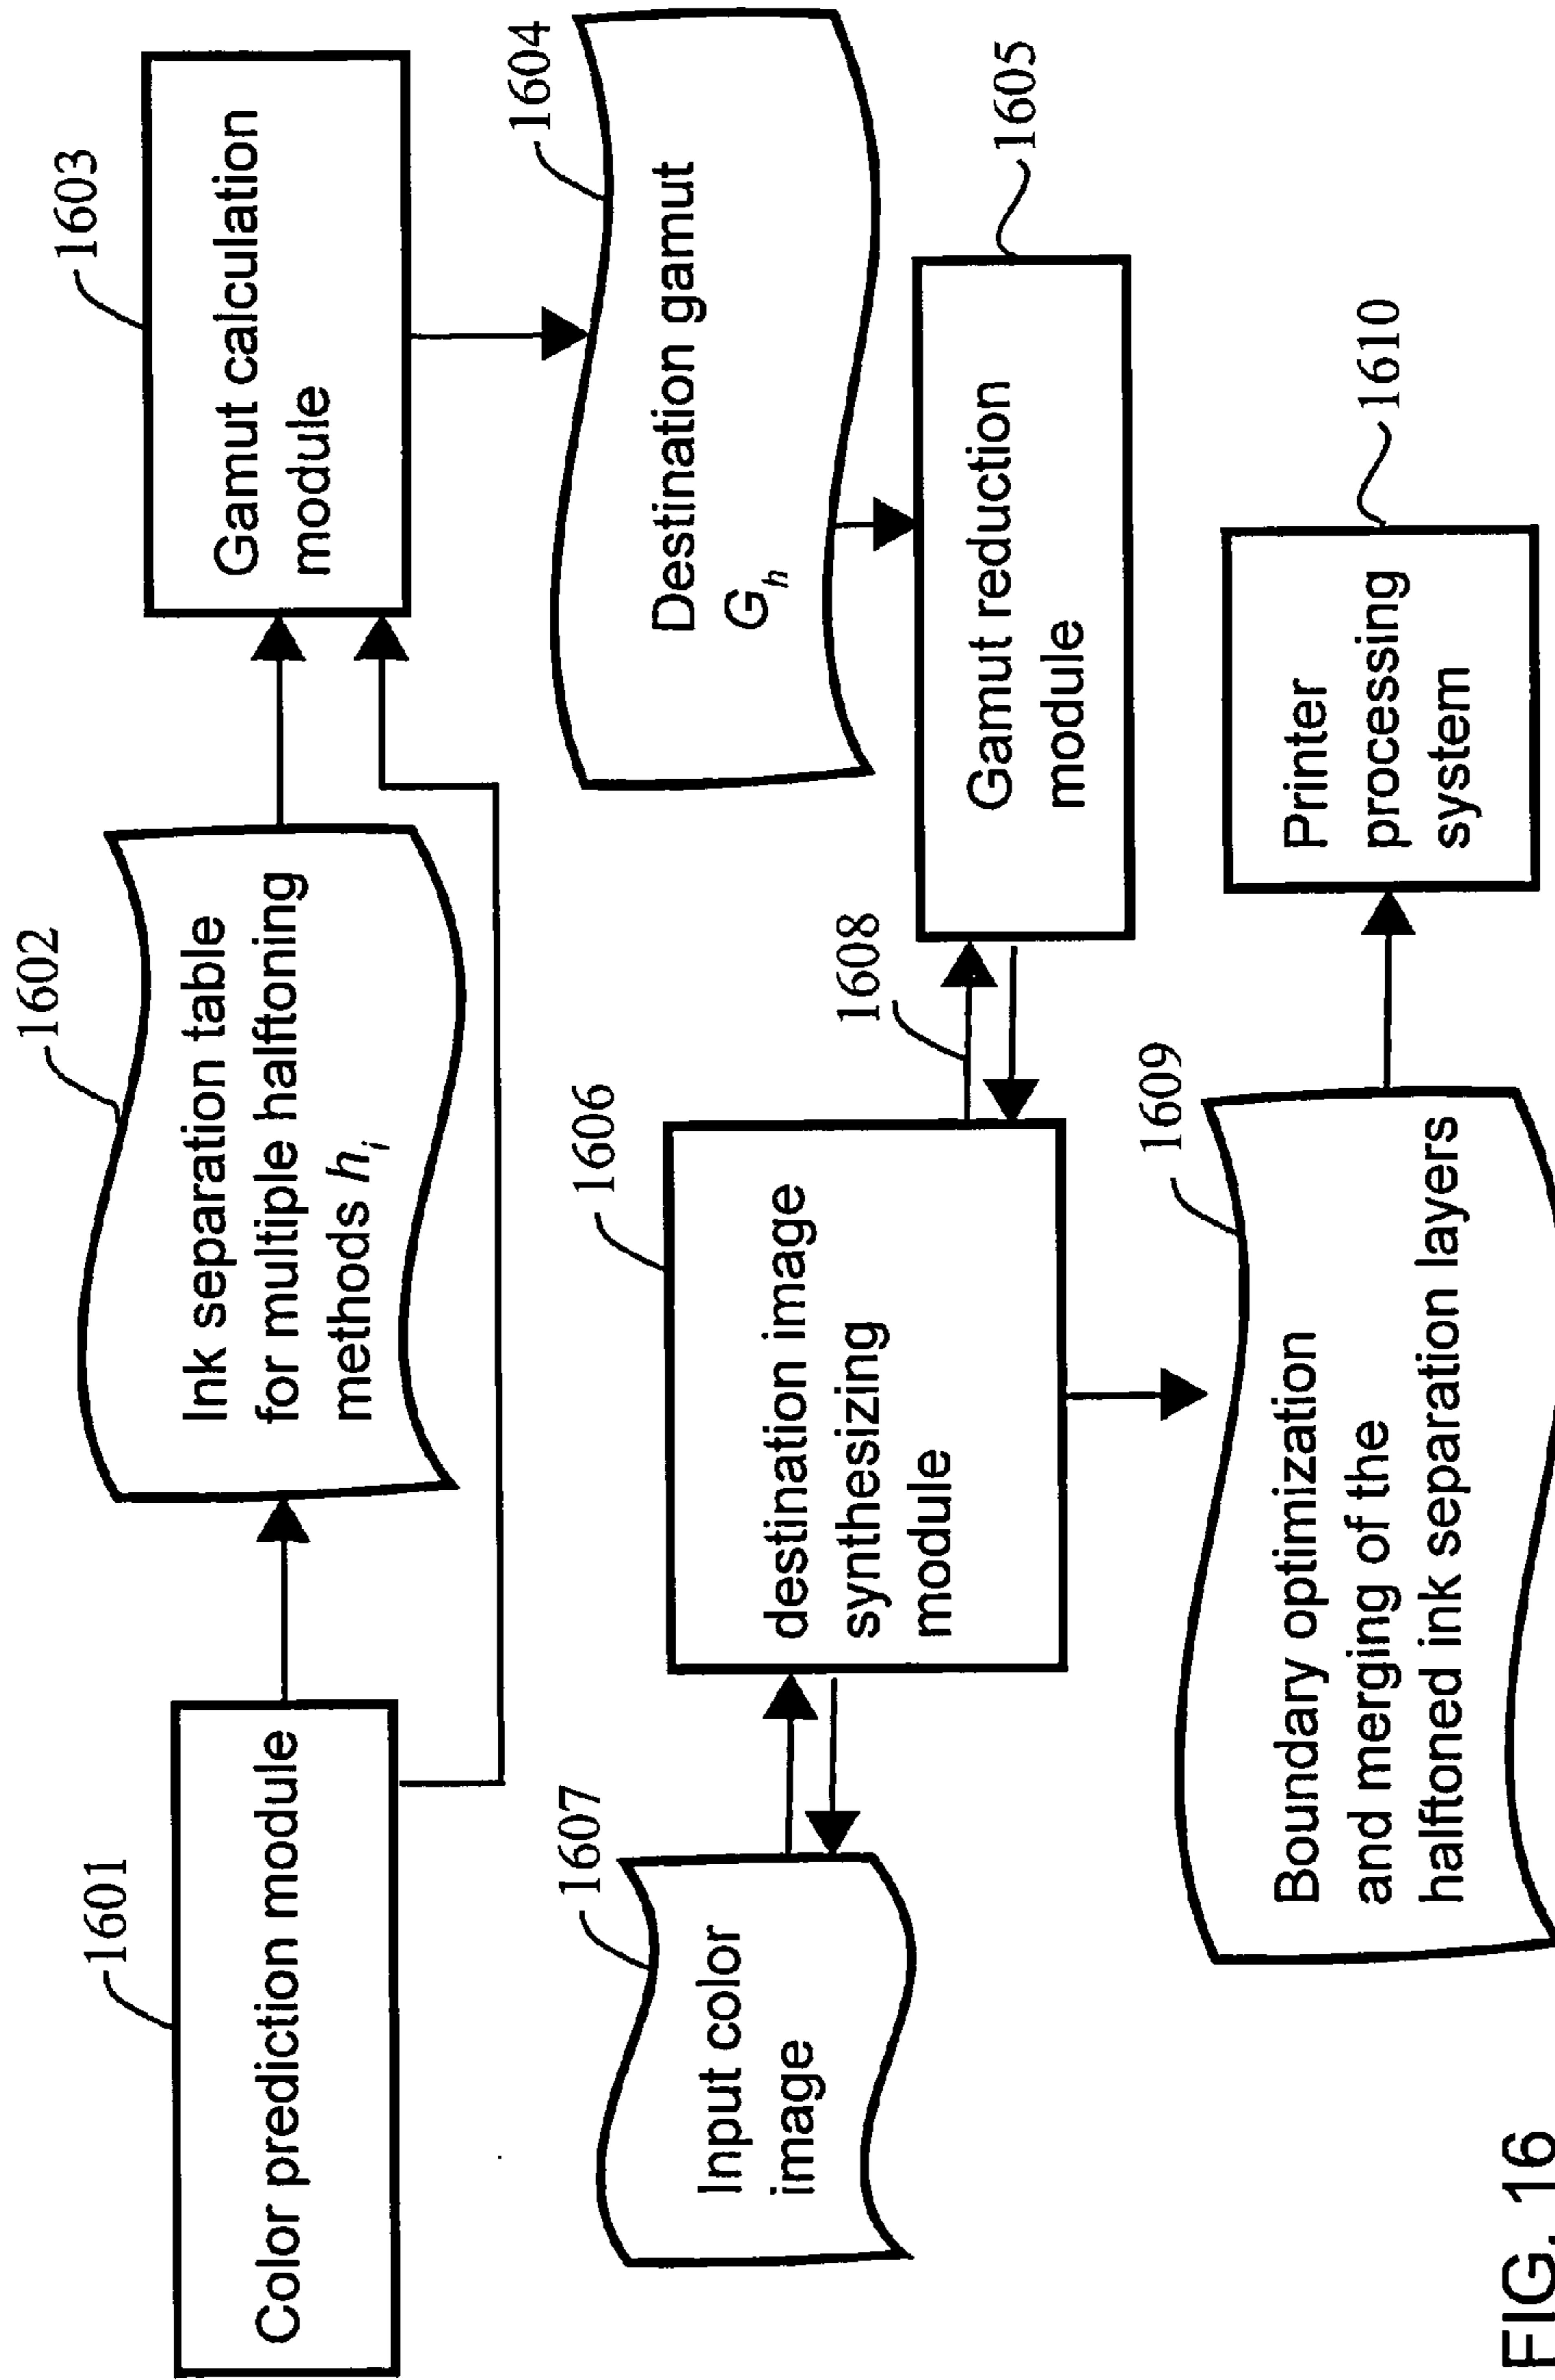 1601
Color prediction module
1602
Ink separation table
for multiple halftoning
methods h_i
1603
Gamut calculation
module
1604
Destination gamut
G_h
1605
Gamut reduction
module
1606
destination image
synthesizing
module
1607
Input color
image
1608
1609
Boundary optimization
and merging of the
halftoned ink separation layers
1610
Printer
processing
system
FIG. 16